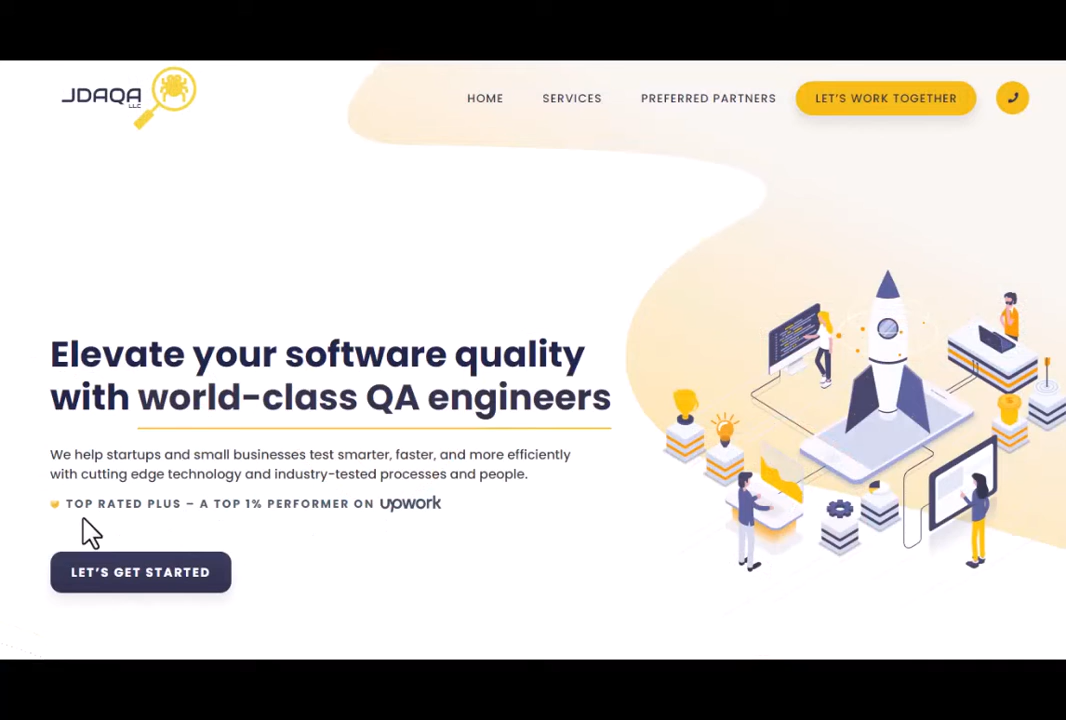 JDAQA
LLC
HOME
SERVICES
PREFERRED PARTNERS
LET'S WORK TOGETHER
Elevate your software quality
with world-class QA engineers
We help startups and small businesses test smarter, faster, and more efficiently
with cutting edge technology and industry-tested processes and people.
TOP RATED PLUS – A TOP 1% PERFORMER ON upwork
LET'S GET STARTED